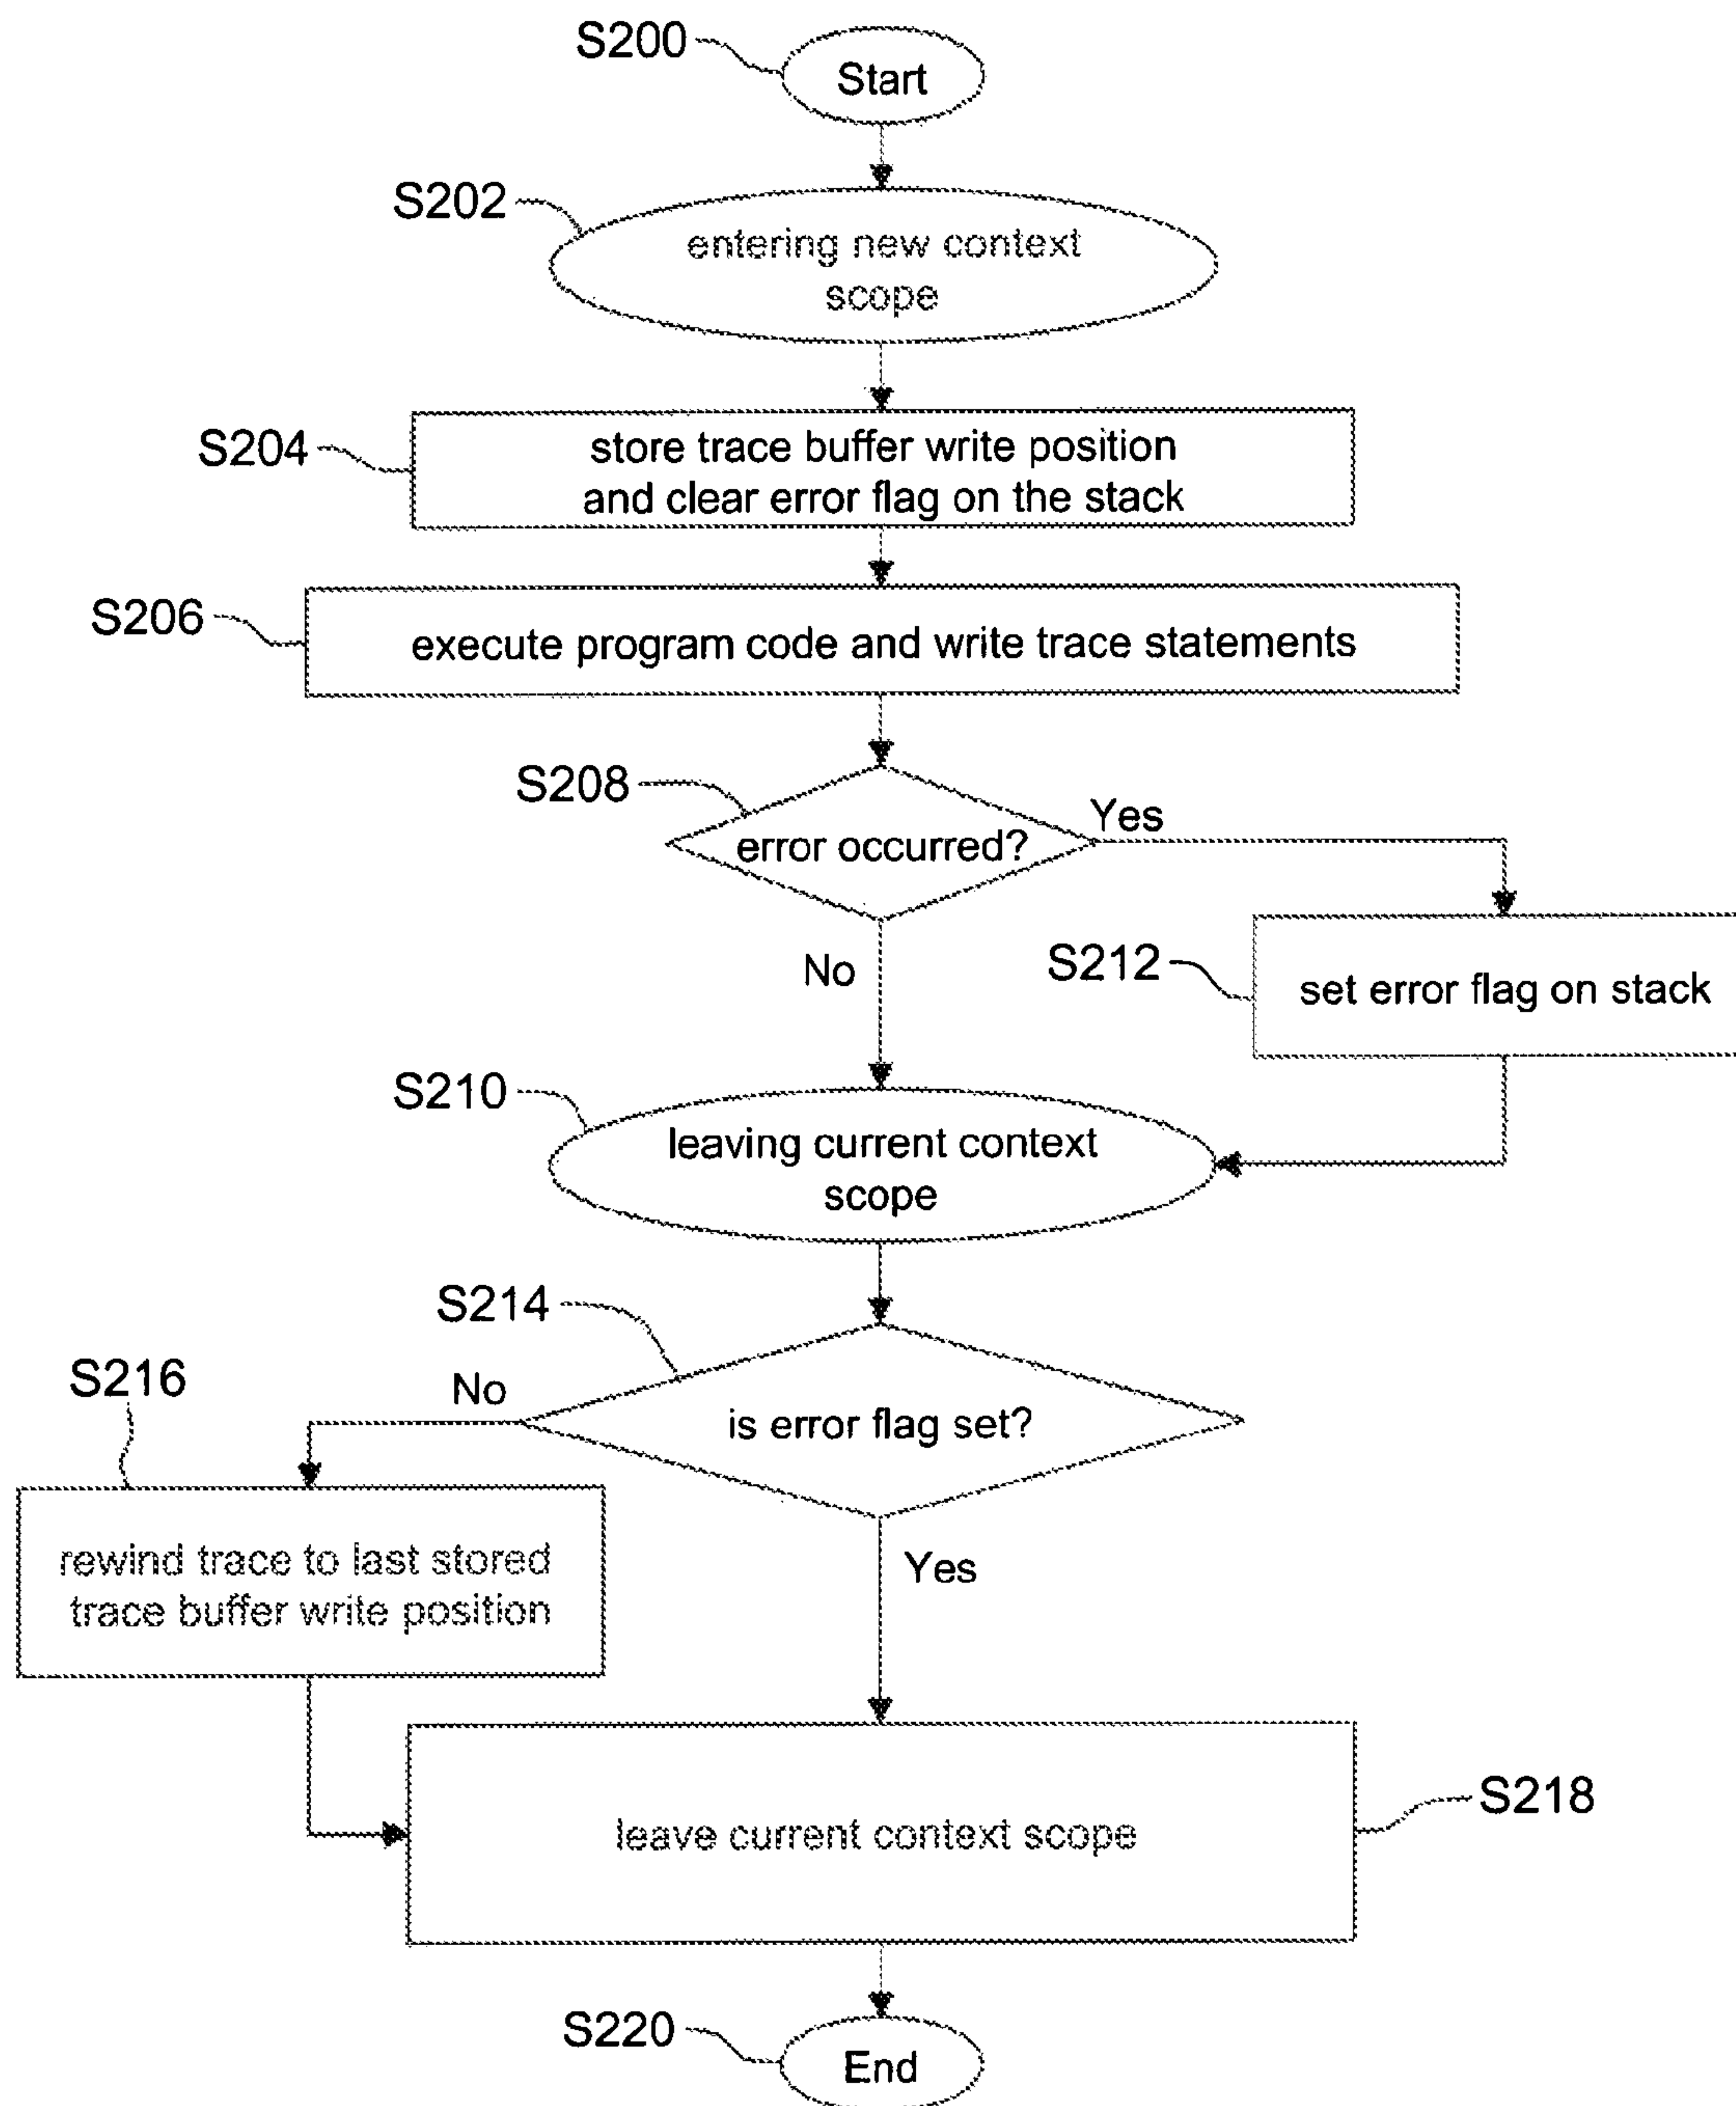 S200
Start
S202
entering new context
scope
S204
store trace buffer write position
and clear error flag on the stack
S206
execute program code and write trace statements
S208
error occurred?
Yes
No
S212
set error flag on stack
S210
leaving current context
scope
S214
is error flag set?
No
Yes
S216
rewind trace to last stored
trace buffer write position
leave current context scope
S218
S220
End